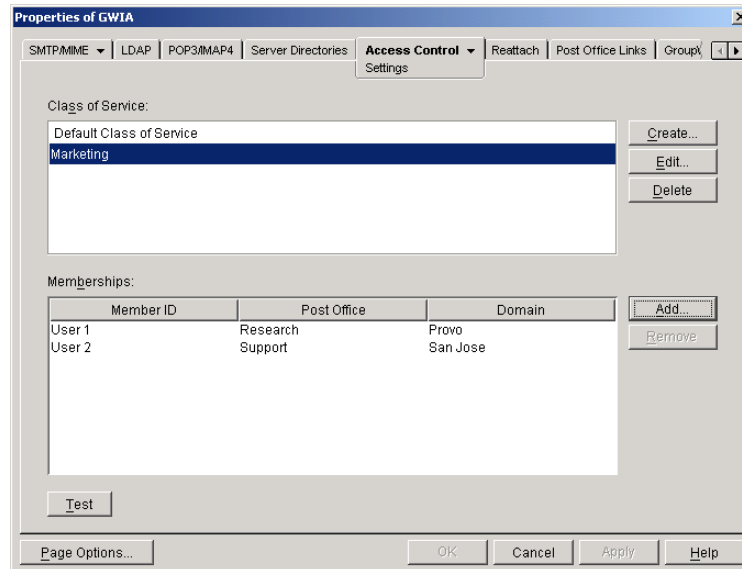 Properties of GWIA
SMTP/MIME LDAP POP3/IMAP4 Server Directories Access Control Reattach Post Office Links
Settings
Class of Service:
Default Class of Service
Marketing
Create...
Edit...
Delete
Memberships:
Member ID Post Office Domain
User 1 Research Provo
User 2 Support San Jose
Add...
Remove
Test
Page Options... OK Cancel Apply Help